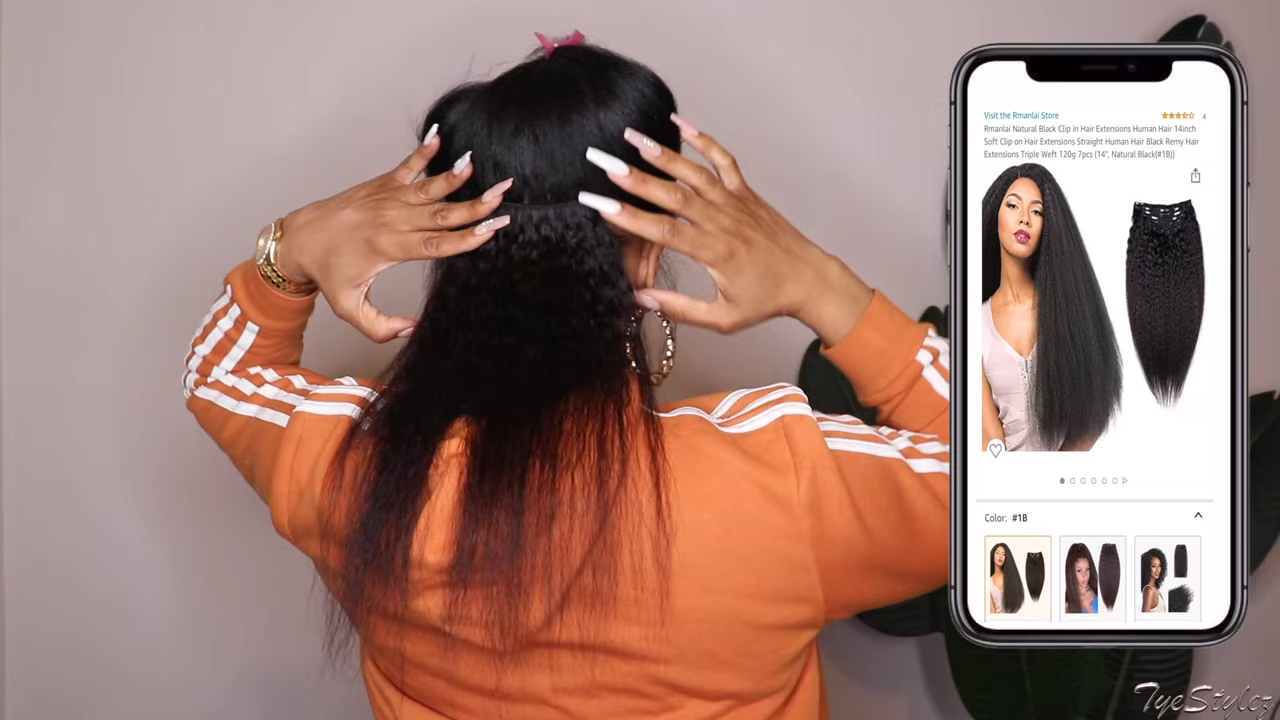 Visit the Rmanlai Store
4
Rmanlai Natural Black Clip in Hair Extensions Human Hair 14inch
Soft Clip on Hair Extensions Straight Human Hair Black Remy Hair
Extensions Triple Weft 120g 7pcs (14", Natural Black(#1B))
Color: #1B
TyeStylez